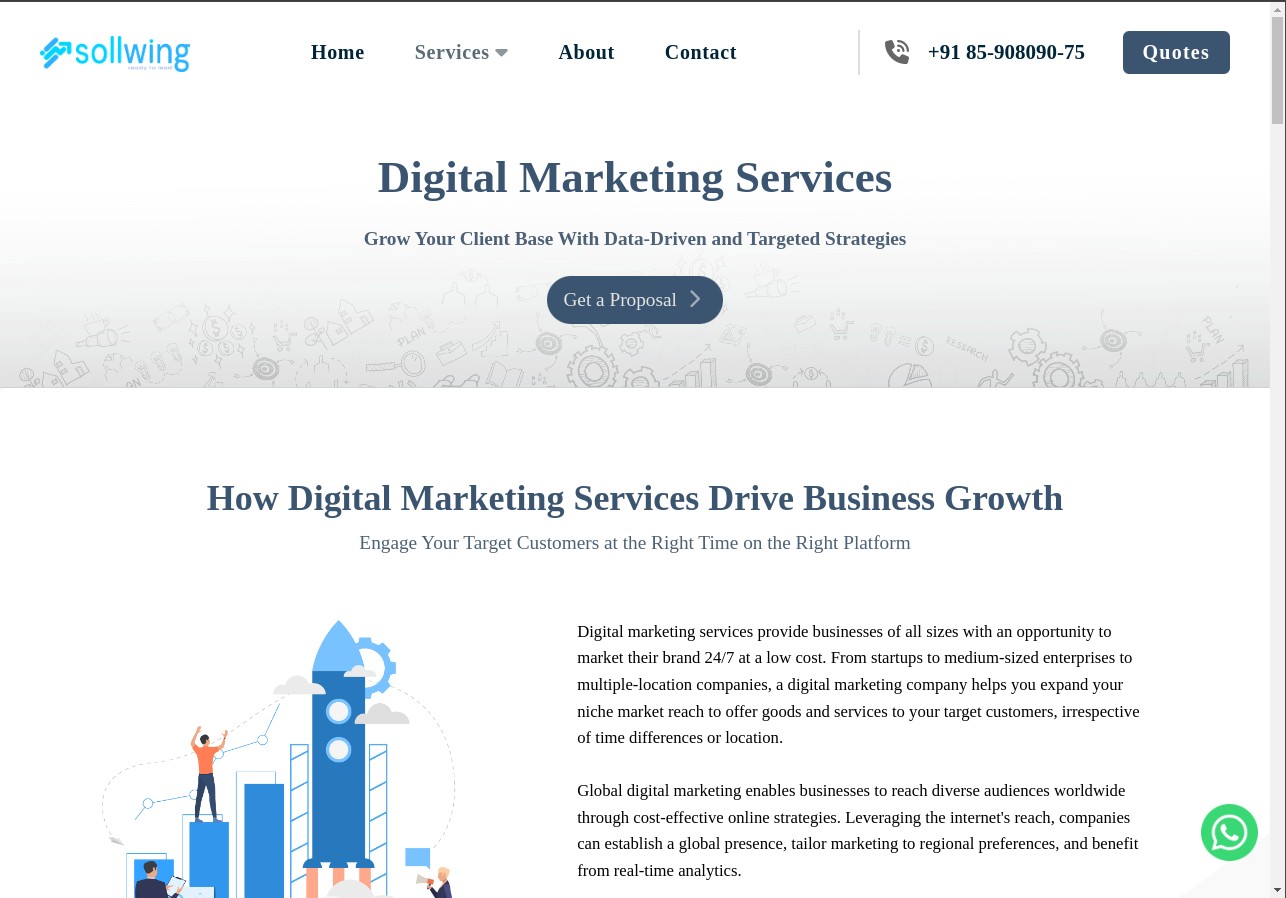 sollwing
ready to lead
Home
Services
About
Contact
+91 85-908090-75
Quotes
Digital Marketing Services
Grow Your Client Base With Data-Driven and Targeted Strategies
Get a Proposal
PLAN
RESEARCH
PLAN
How Digital Marketing Services Drive Business Growth
Engage Your Target Customers at the Right Time on the Right Platform
Digital marketing services provide businesses of all sizes with an opportunity to
market their brand 24/7 at a low cost. From startups to medium-sized enterprises to
multiple-location companies, a digital marketing company helps you expand your
niche market reach to offer goods and services to your target customers, irrespective
of time differences or location.
Global digital marketing enables businesses to reach diverse audiences worldwide
through cost-effective online strategies. Leveraging the internet's reach, companies
can establish a global presence, tailor marketing to regional preferences, and benefit
from real-time analytics.